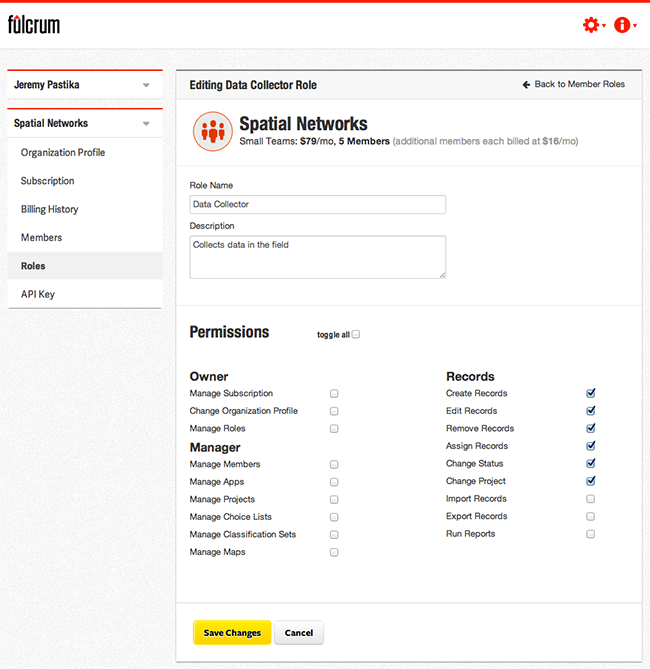 fulcrum
Jeremy Pastika
Spatial Networks
Organization Profile
Subscription
Billing History
Members
Roles
API Key
Editing Data Collector Role
Back to Member Roles
Spatial Networks
Small Teams: $79/mo, 5 Members (additional members each billed at $16/mo)
Role Name
Data Collector
Description
Collects data in the field
Permissions
toggle all
Owner
Manage Subscription
Change Organization Profile
Manage Roles
Manager
Manage Members
Manage Apps
Manage Projects
Manage Choice Lists
Manage Classification Sets
Manage Maps
Records
Create Records
Edit Records
Remove Records
Assign Records
Change Status
Change Project
Import Records
Export Records
Run Reports
Save Changes
Cancel